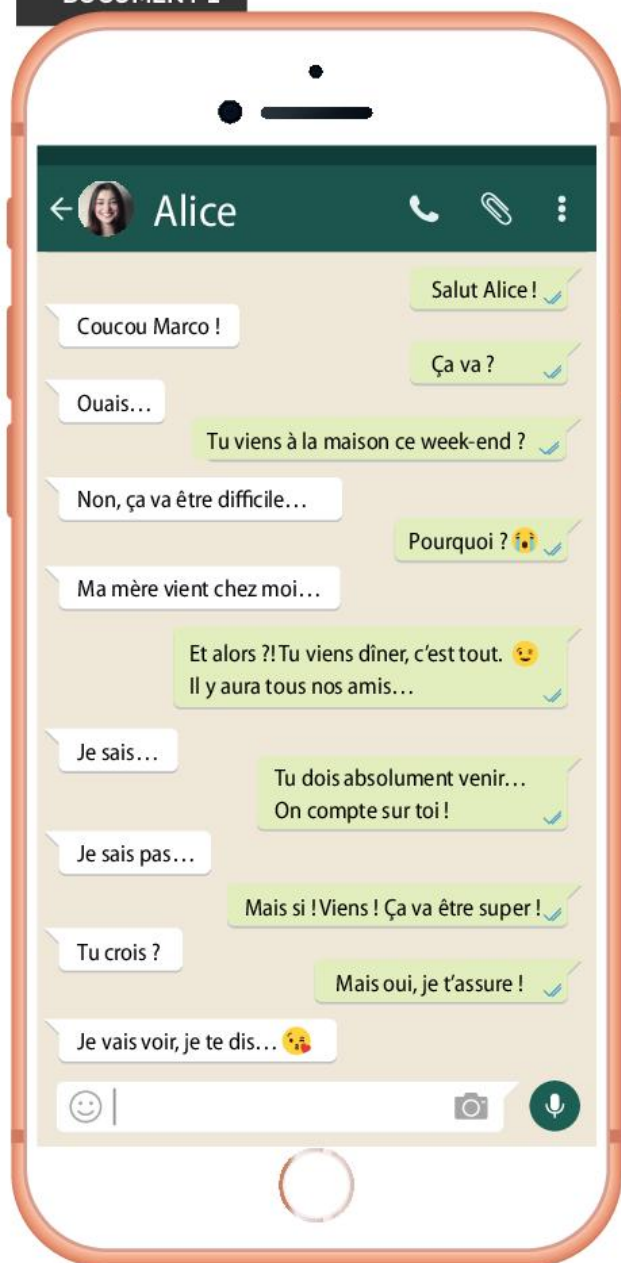 Alice
Salut Alice !
Coucou Marco !
Ça va ?
Ouais…
Tu viens à la maison ce week-end ?
Non, ça va être difficile…
Pourquoi ? 😭
Ma mère vient chez moi…
Et alors ?! Tu viens dîner, c'est tout. 😉
Il y aura tous nos amis…
Je sais…
Tu dois absolument venir…
On compte sur toi !
Je sais pas…
Mais si ! Viens ! Ça va être super !
Tu crois ?
Mais oui, je t'assure !
Je vais voir, je te dis… 😘